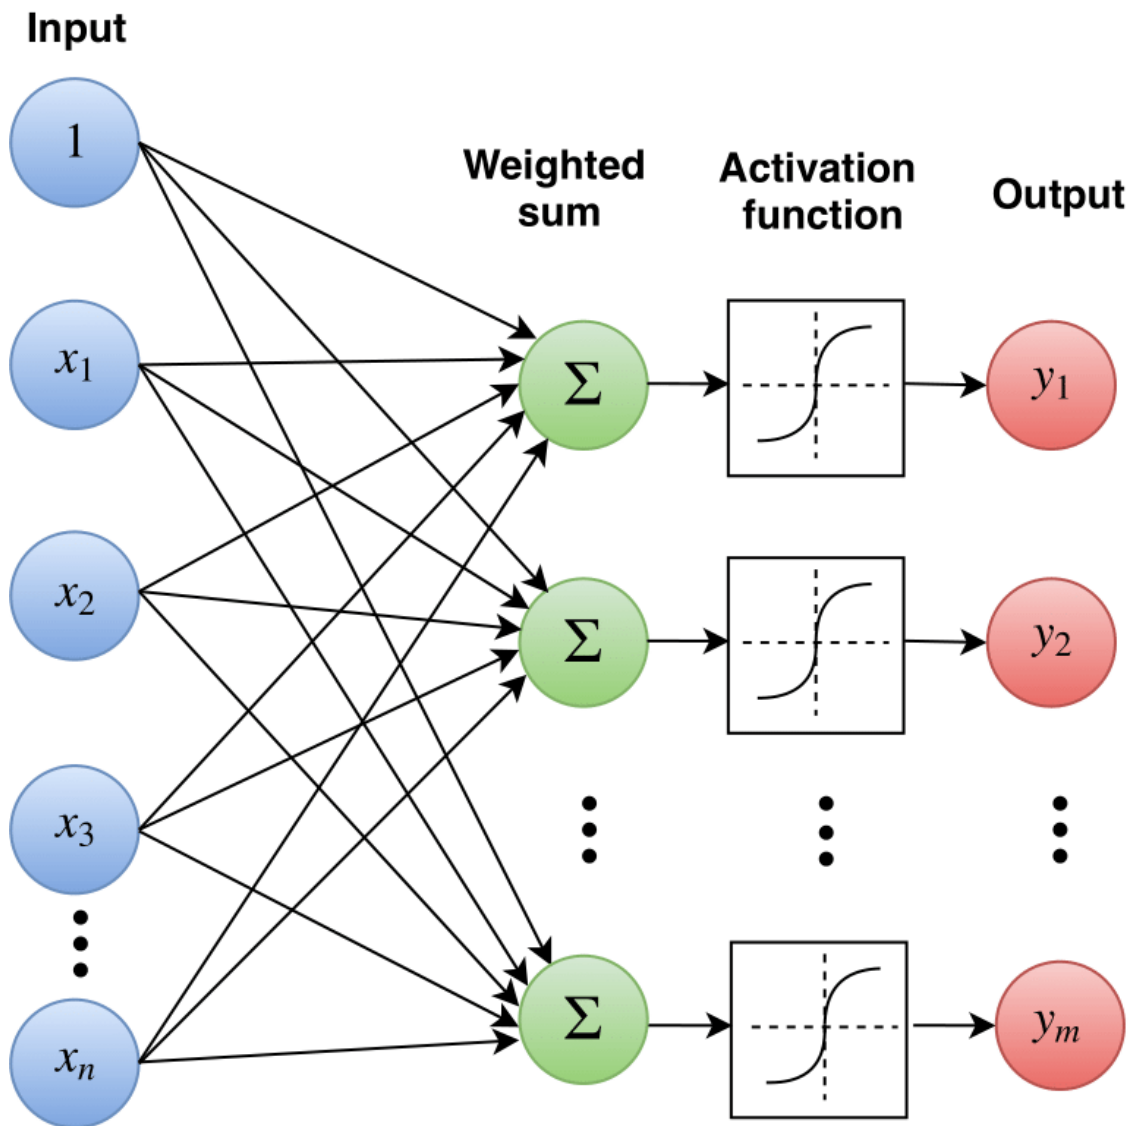 Input
Weighted
sum
Activation
function
Output
1
x₁
x₂
x₃
xₙ
Σ
Σ
Σ
y₁
y₂
yₘ